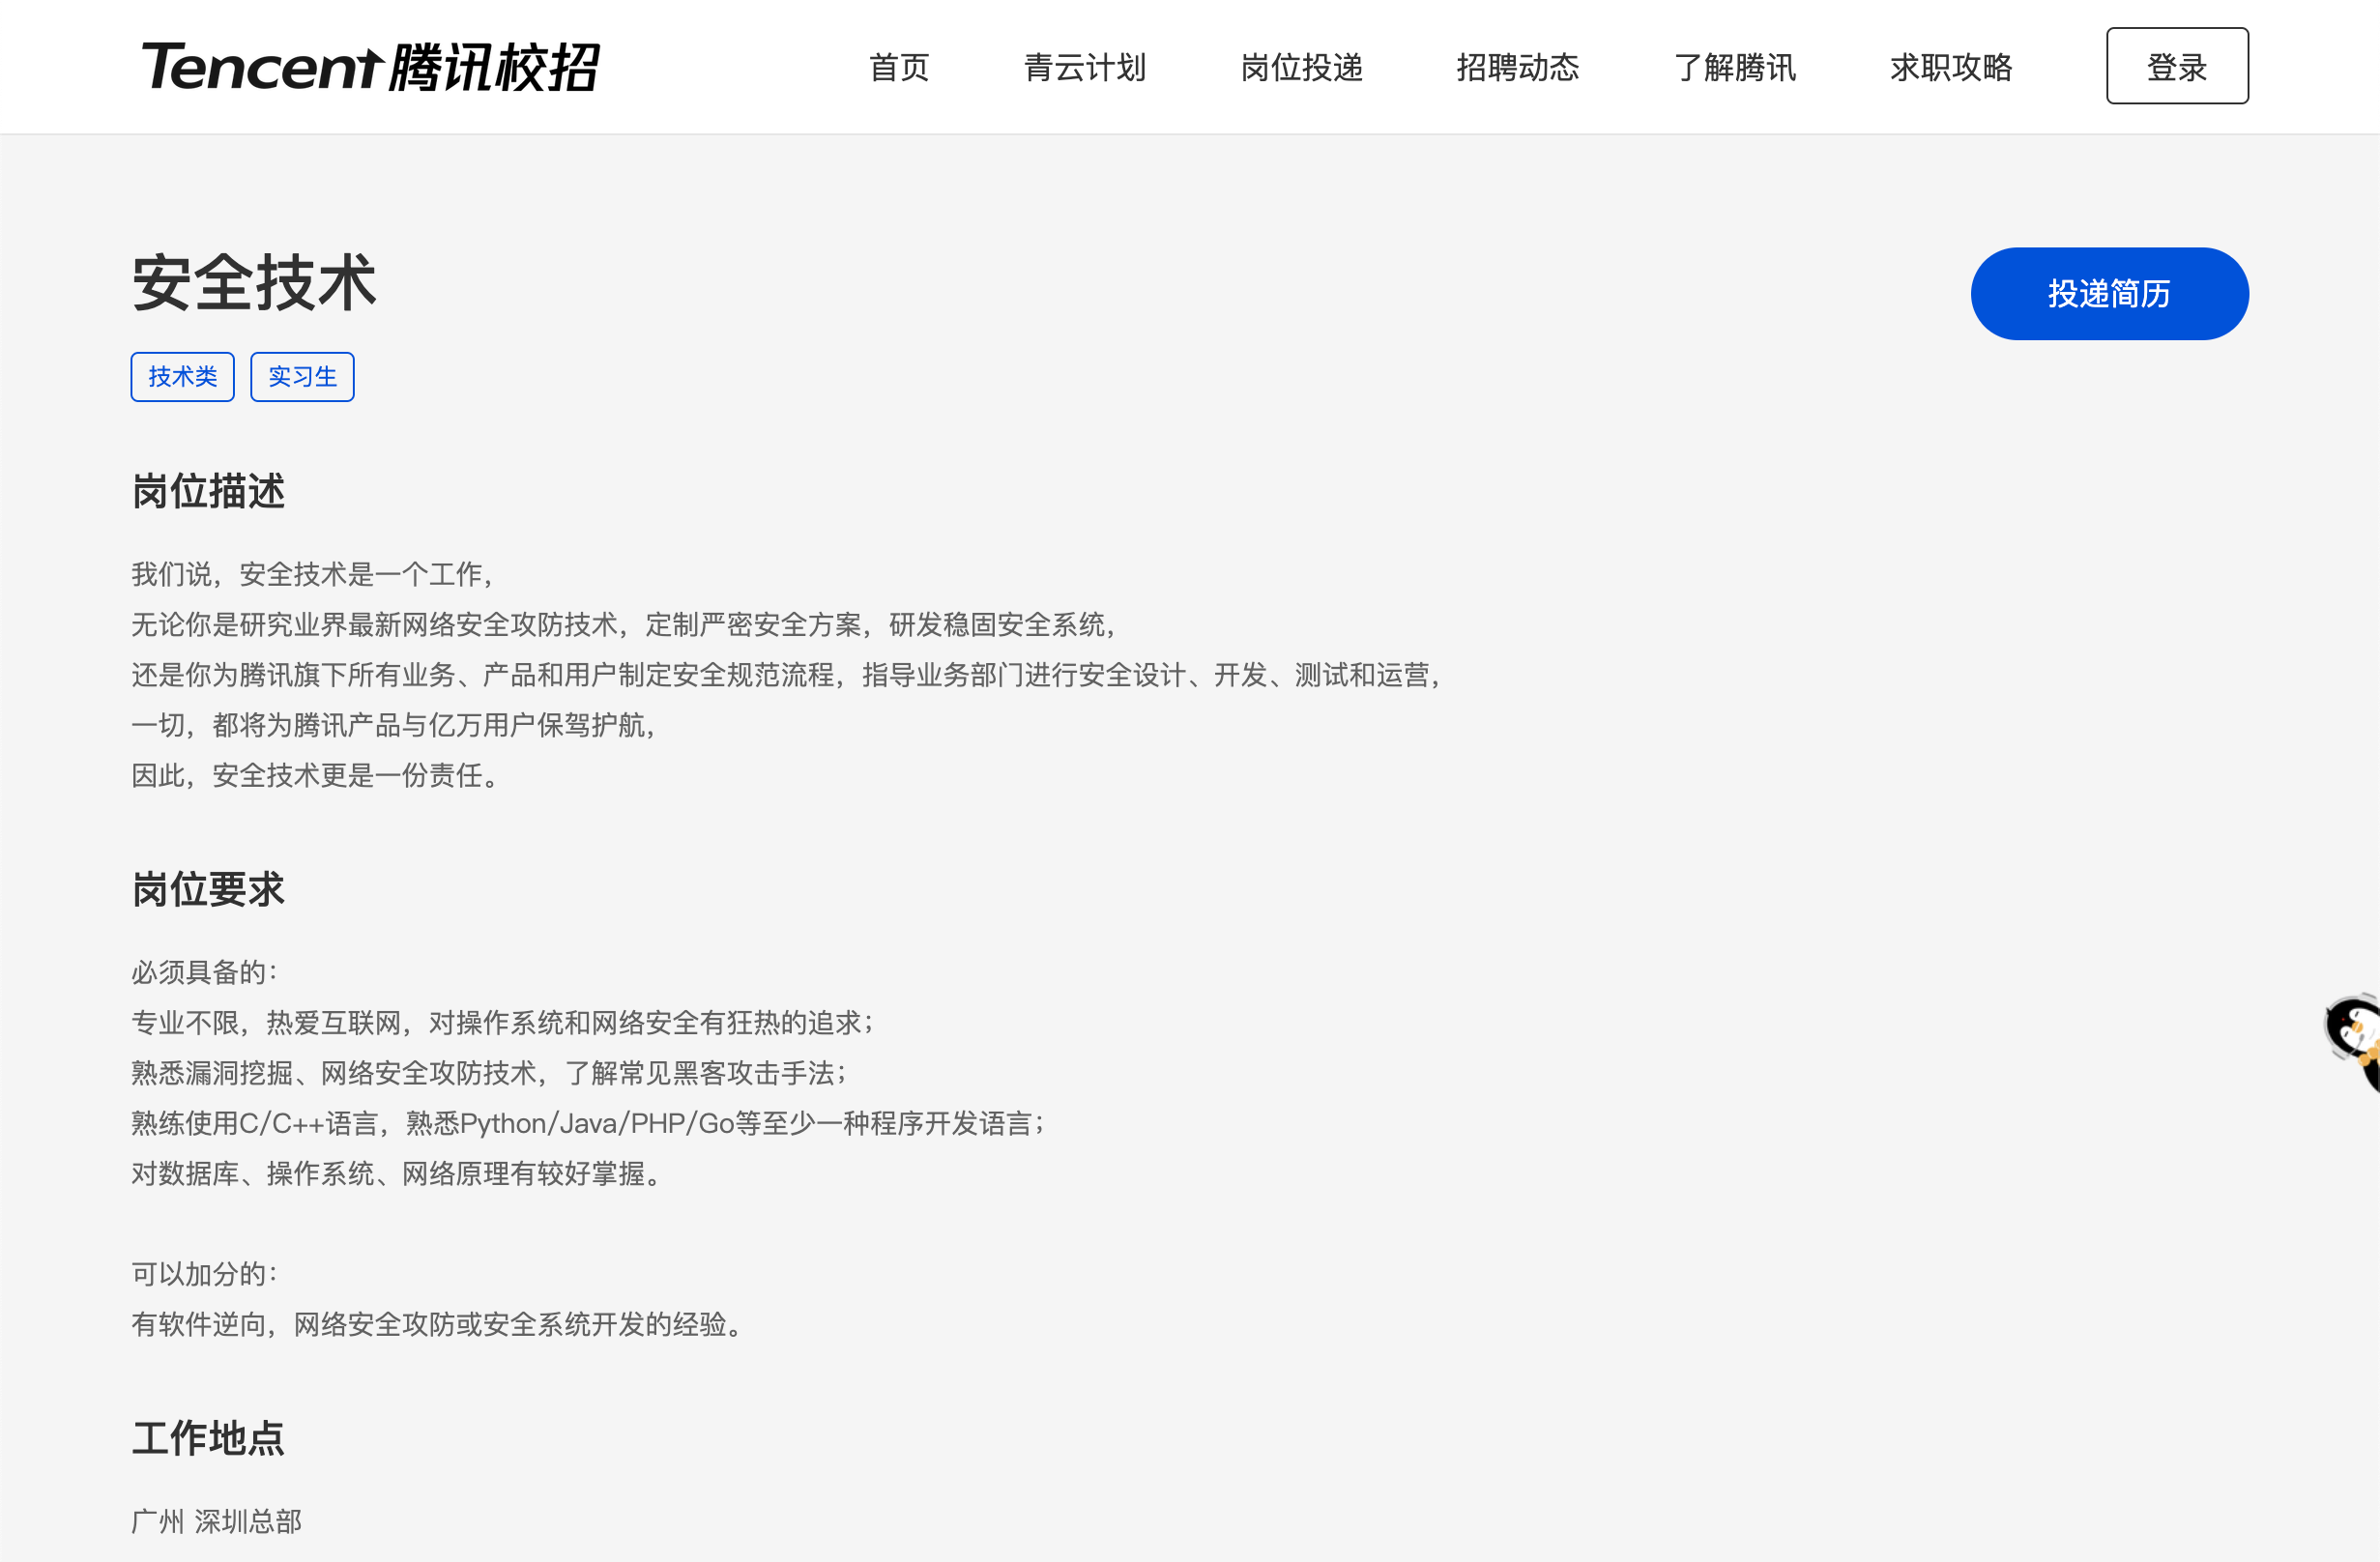 Tencent腾讯校招
首页 青云计划 岗位投递 招聘动态 了解腾讯 求职攻略 登录
安全技术
投递简历
技术类 实习生
岗位描述
我们说，安全技术是一个工作，
无论你是研究业界最新网络安全攻防技术，定制严密安全方案，研发稳固安全系统，
还是你为腾讯旗下所有业务、产品和用户制定安全规范流程，指导业务部门进行安全设计、开发、测试和运营，
一切，都将为腾讯产品与亿万用户保驾护航，
因此，安全技术更是一份责任。
岗位要求
必须具备的：
专业不限，热爱互联网，对操作系统和网络安全有狂热的追求；
熟悉漏洞挖掘、网络安全攻防技术，了解常见黑客攻击手法；
熟练使用C/C++语言，熟悉Python/Java/PHP/Go等至少一种程序开发语言；
对数据库、操作系统、网络原理有较好掌握。
可以加分的：
有软件逆向，网络安全攻防或安全系统开发的经验。
工作地点
广州 深圳总部